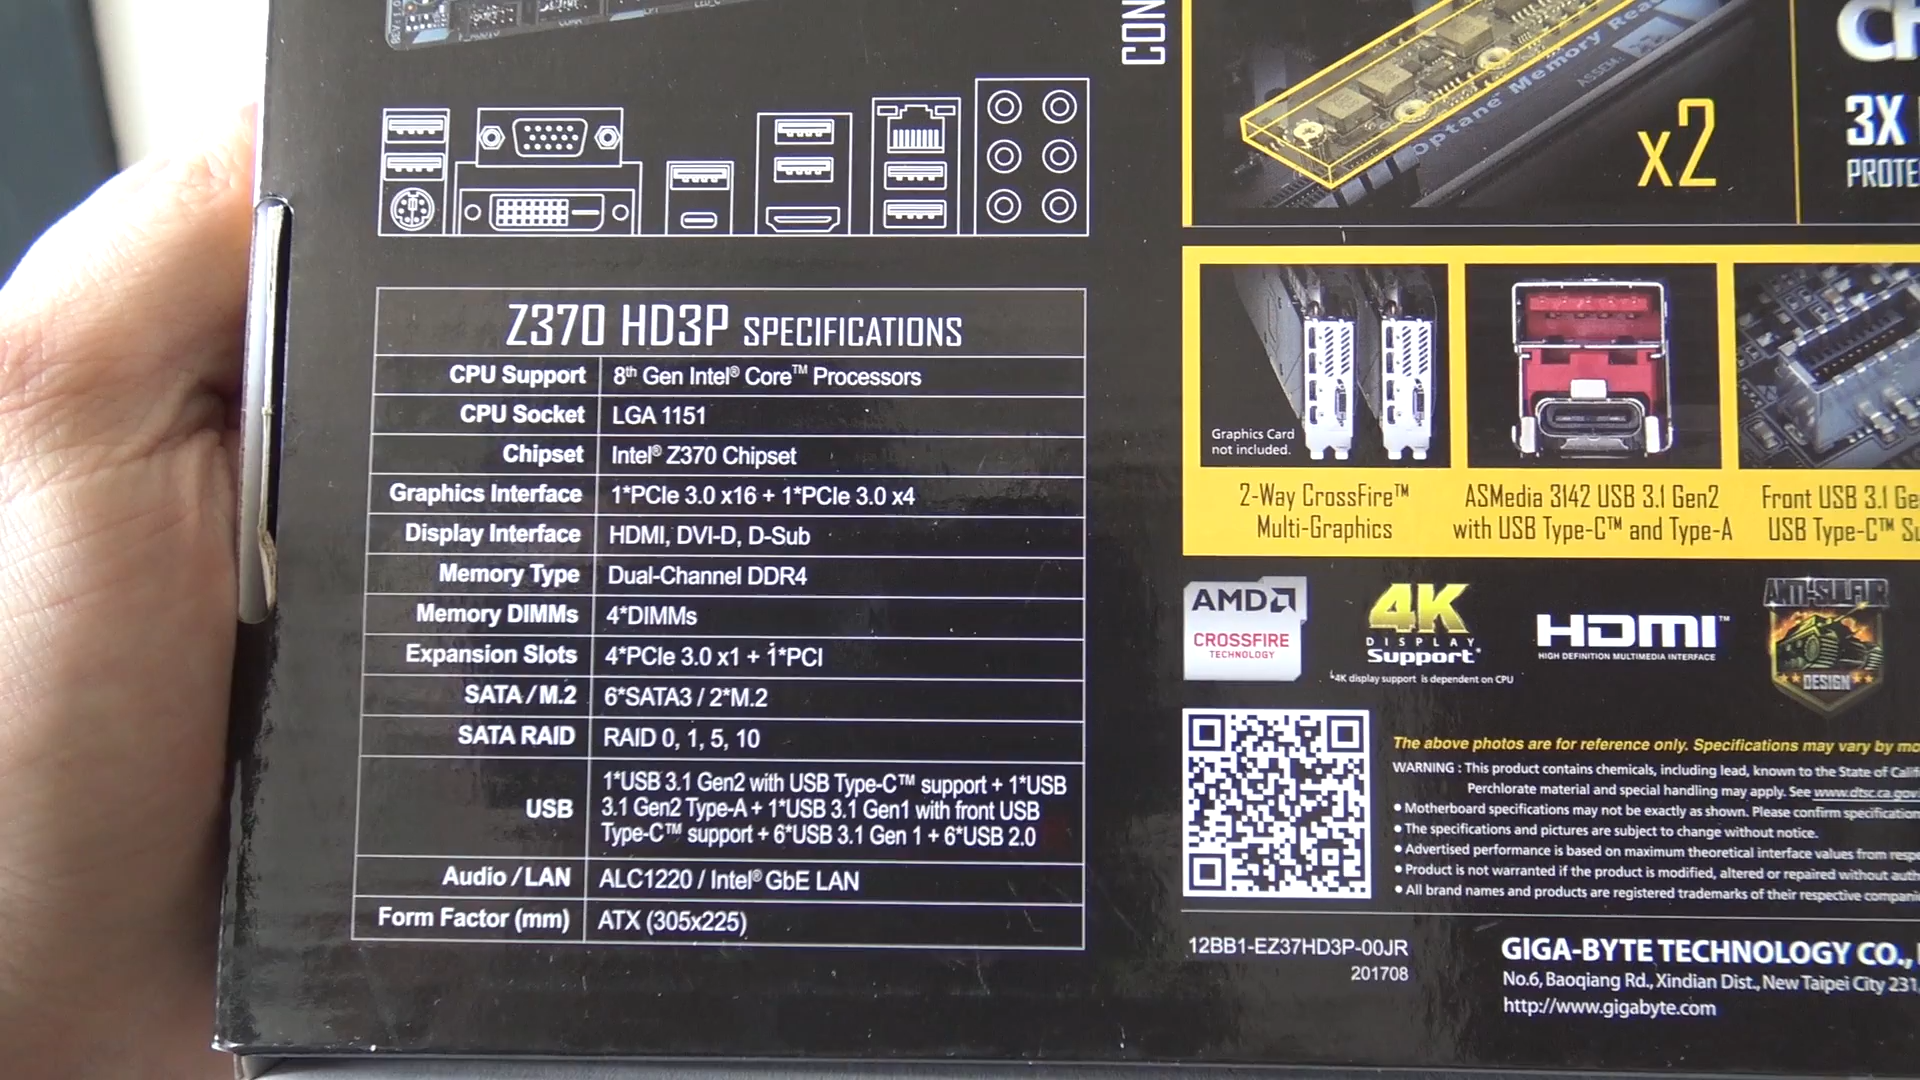 CON
Optane Memory Rea
ASSEM:
x2
3X
PROTE
Z370 HD3P SPECIFICATIONS
CPU Support 8th Gen Intel® Core™ Processors
CPU Socket LGA 1151
Chipset Intel® Z370 Chipset
Graphics Interface 1*PCIe 3.0 x16 + 1*PCIe 3.0 x4
Display Interface HDMI, DVI-D, D-Sub
Memory Type Dual-Channel DDR4
Memory DIMMs 4*DIMMs
Expansion Slots 4*PCIe 3.0 x1 + 1*PCI
SATA / M.2 6*SATA3 / 2*M.2
SATA RAID RAID 0, 1, 5, 10
USB 1*USB 3.1 Gen2 with USB Type-C™ support + 1*USB
3.1 Gen2 Type-A + 1*USB 3.1 Gen1 with front USB
Type-C™ support + 6*USB 3.1 Gen 1 + 6*USB 2.0
Audio / LAN ALC1220 / Intel® GbE LAN
Form Factor (mm) ATX (305x225)
Graphics Card
not included.
2-Way CrossFire™
Multi-Graphics
ASMedia 3142 USB 3.1 Gen2
with USB Type-C™ and Type-A
Front USB 3.1 Ge
USB Type-C™ Su
AMD
CROSSFIRE
TECHNOLOGY
4K
DISPLAY
Support*
*4K display support is dependent on CPU
HDMI™
HIGH DEFINITION MULTIMEDIA INTERFACE
ANTI-SULFUR
DESIGN
The above photos are for reference only. Specifications may vary by mo
WARNING : This product contains chemicals, including lead, known to the State of Calif
Perchlorate material and special handling may apply. See www.dtsc.ca.gov
• Motherboard specifications may not be exactly as shown. Please confirm specification
• The specifications and pictures are subject to change without notice.
• Advertised performance is based on maximum theoretical interface values from respe
• Product is not warranted if the product is modified, altered or repaired without auth
• All brand names and products are registered trademarks of their respective compani
12BB1-EZ37HD3P-00JR
201708
GIGA-BYTE TECHNOLOGY CO.,
No.6, Baoqiang Rd., Xindian Dist., New Taipei City 231,
http://www.gigabyte.com